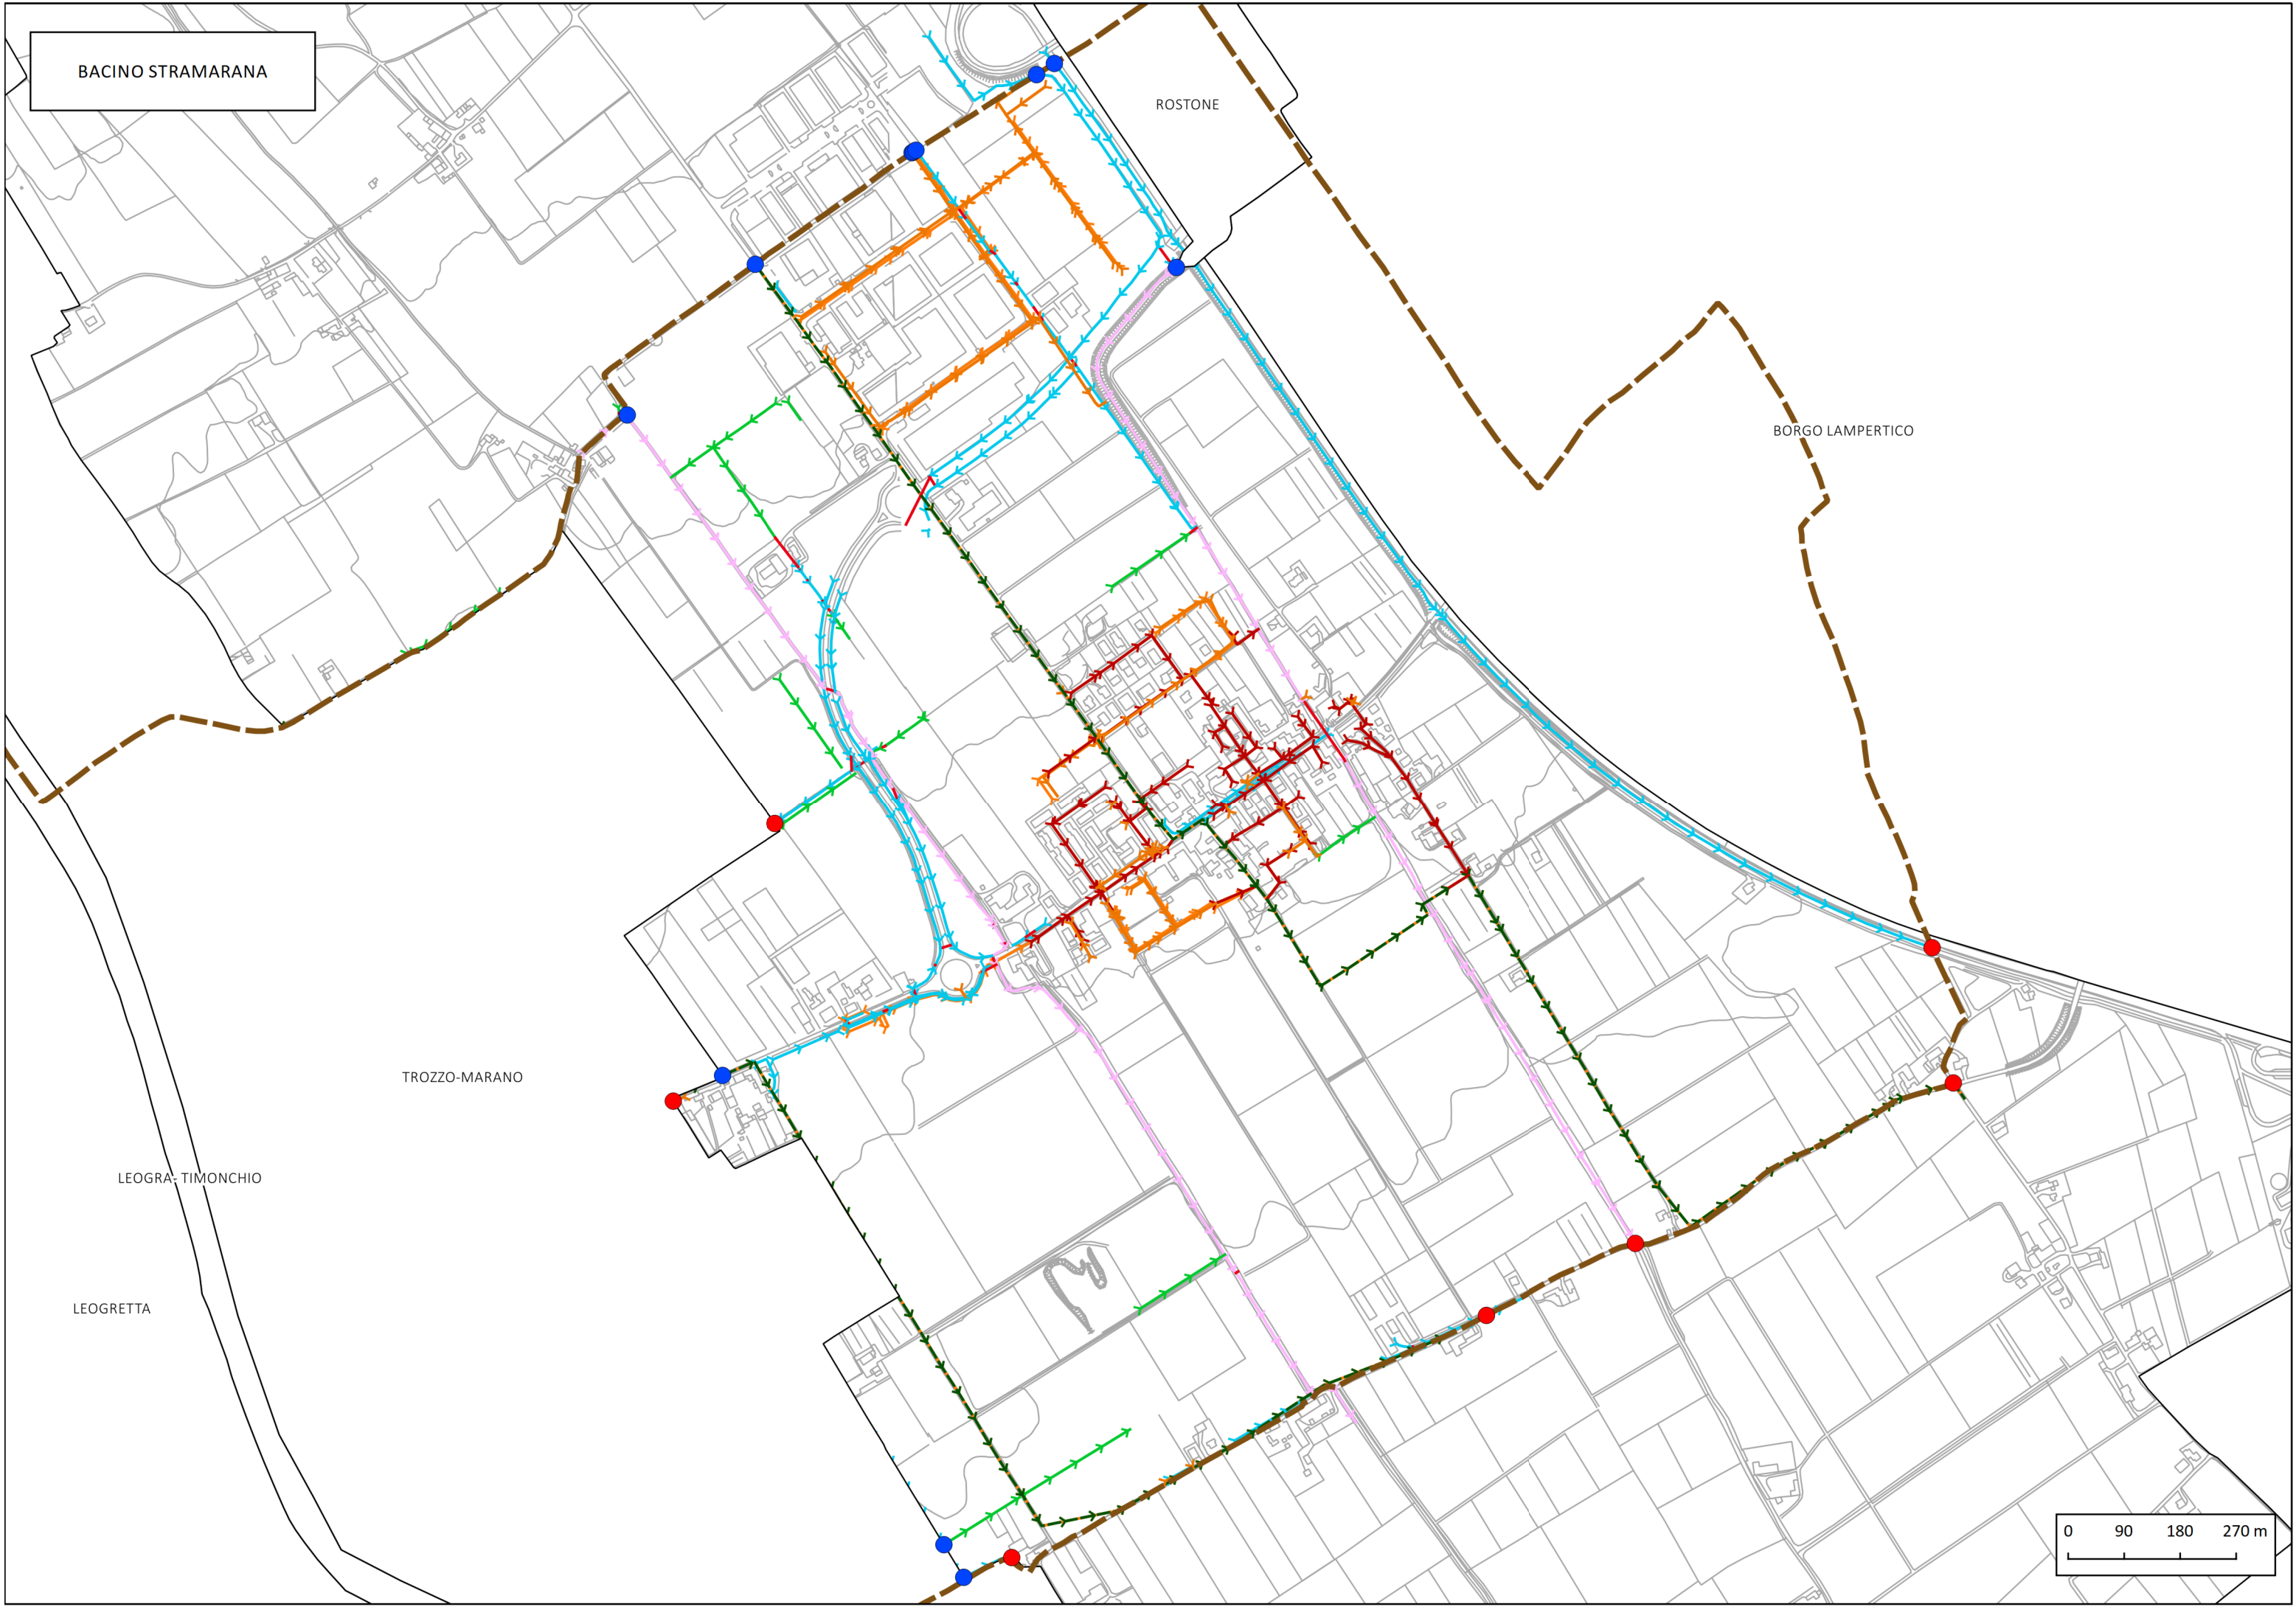 BACINO STRAMARANA
ROSTONE
BORGO LAMPERTICO
TROZZO-MARANO
LEOGRA- TIMONCHIO
LEOGRETTA
0 90 180 270 m